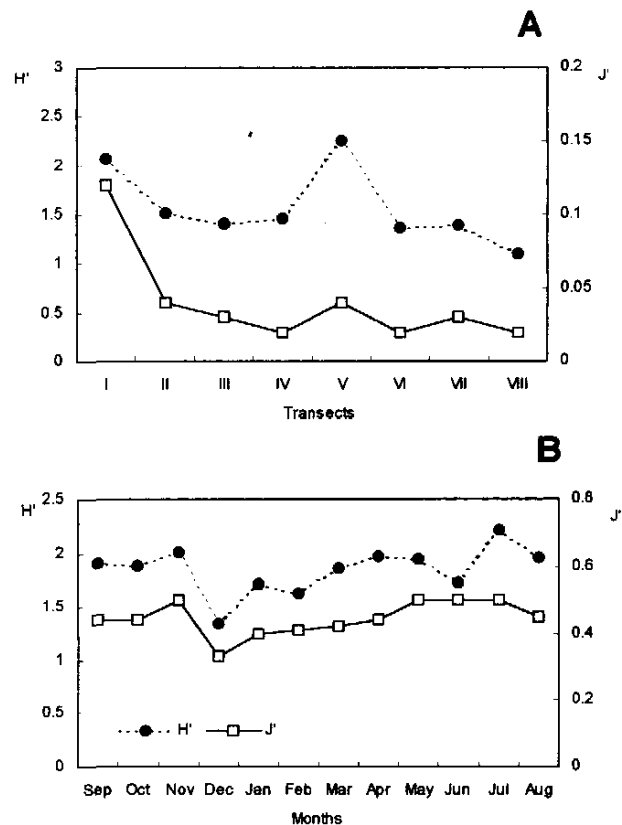 A
H'
J'
3
2.5
2
1.5
1
0.5
0
0.2
0.15
0.1
0.05
0
I II III IV V VI VII VIII
Transects
B
H'
J'
2.5
2
1.5
1
0.5
0
0.8
0.6
0.4
0.2
0
H' J'
Sep Oct Nov Dec Jan Feb Mar Apr May Jun Jul Aug
Months